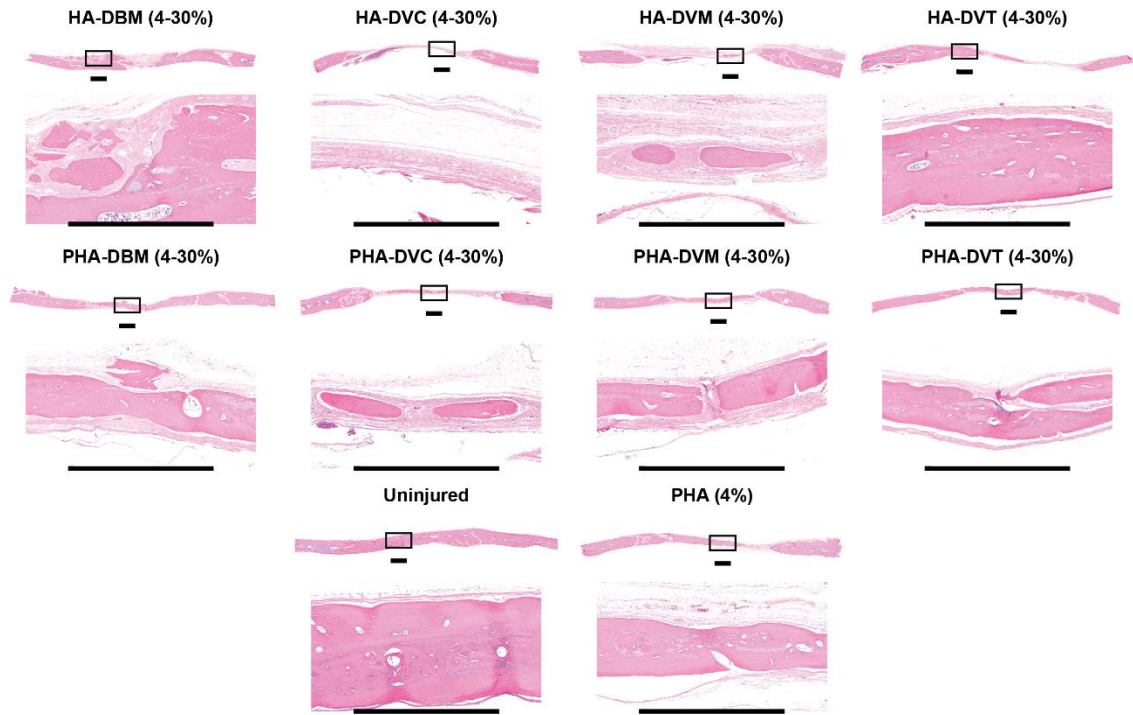 HA-DBM (4-30%) HA-DVC (4-30%) HA-DVM (4-30%) HA-DVT (4-30%)
PHA-DBM (4-30%) PHA-DVC (4-30%) PHA-DVM (4-30%) PHA-DVT (4-30%)
Uninjured PHA (4%)